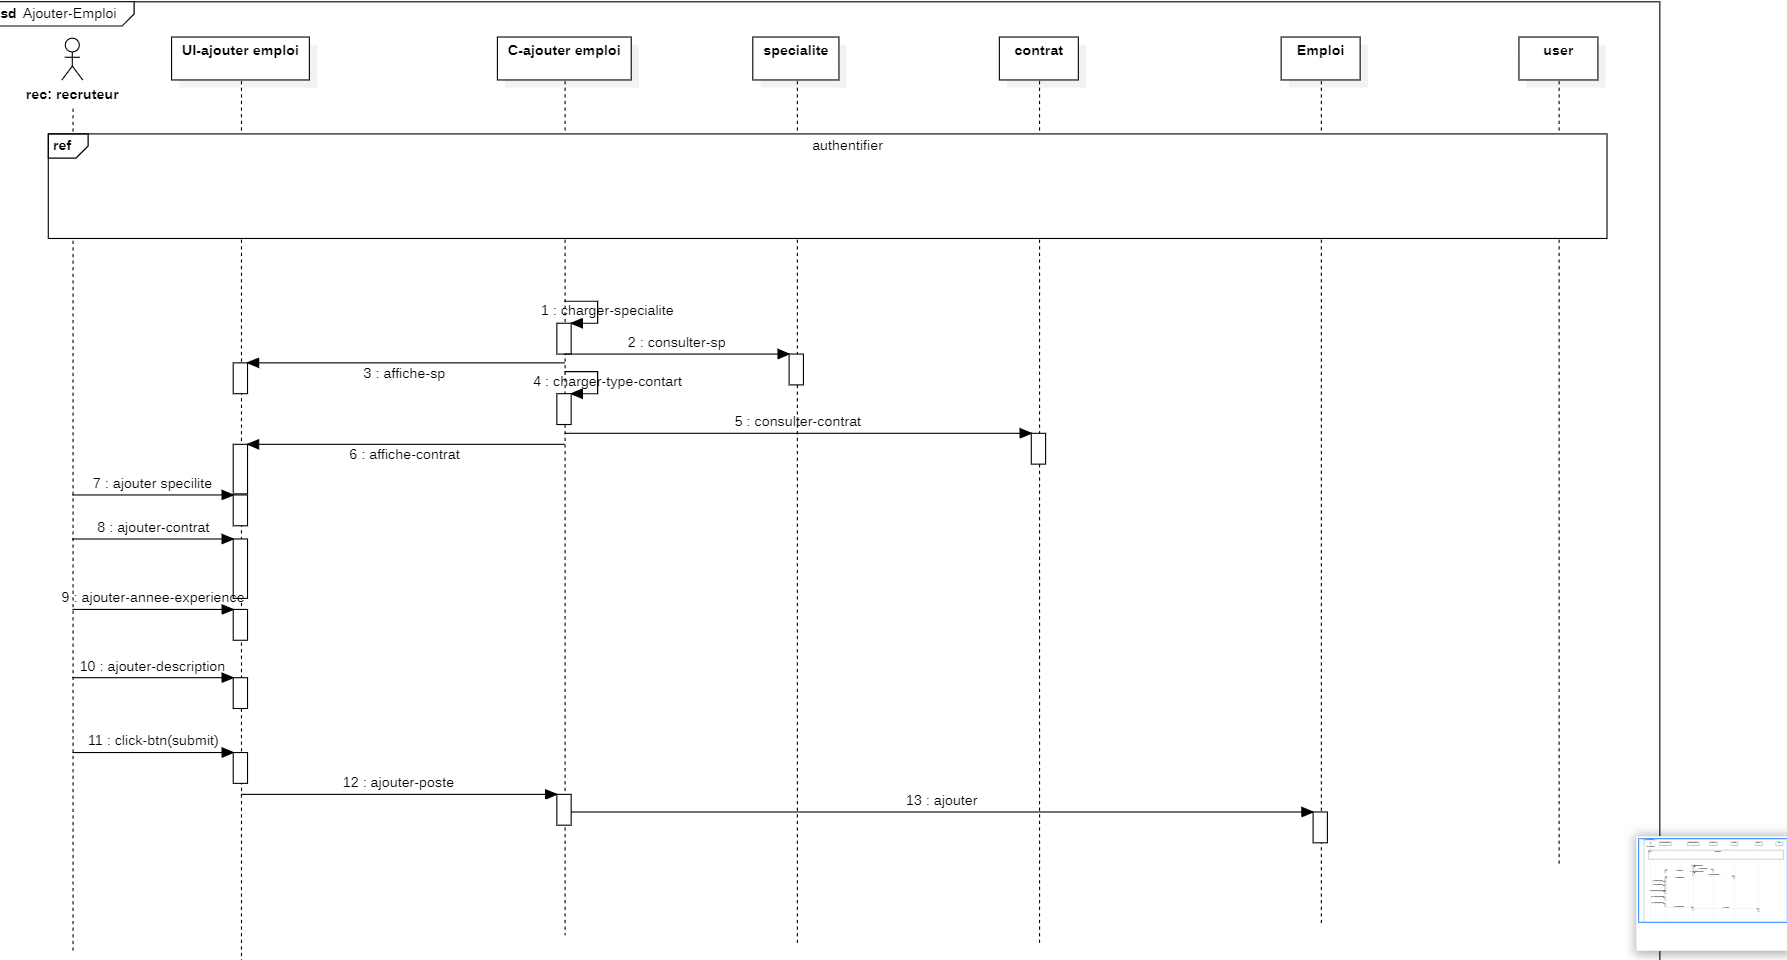 sd Ajouter-Emploi
rec: recruteur
UI-ajouter emploi
C-ajouter emploi
specialite
contrat
Emploi
user
ref
authentifier
1 : charger-specialite
2 : consulter-sp
3 : affiche-sp
4 : charger-type-contart
5 : consulter-contrat
6 : affiche-contrat
7 : ajouter specilite
8 : ajouter-contrat
9 : ajouter-annee-experience
10 : ajouter-description
11 : click-btn(submit)
12 : ajouter-poste
13 : ajouter